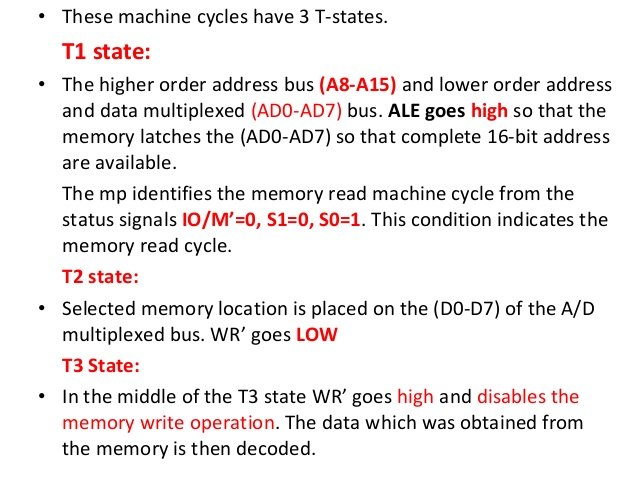 • These machine cycles have 3 T-states.
T1 state:
• The higher order address bus (A8-A15) and lower order address
and data multiplexed (AD0-AD7) bus. ALE goes high so that the
memory latches the (AD0-AD7) so that complete 16-bit address
are available.
The mp identifies the memory read machine cycle from the
status signals IO/M’=0, S1=0, S0=1. This condition indicates the
memory read cycle.
T2 state:
• Selected memory location is placed on the (D0-D7) of the A/D
multiplexed bus. WR’ goes LOW
T3 State:
• In the middle of the T3 state WR’ goes high and disables the
memory write operation. The data which was obtained from
the memory is then decoded.